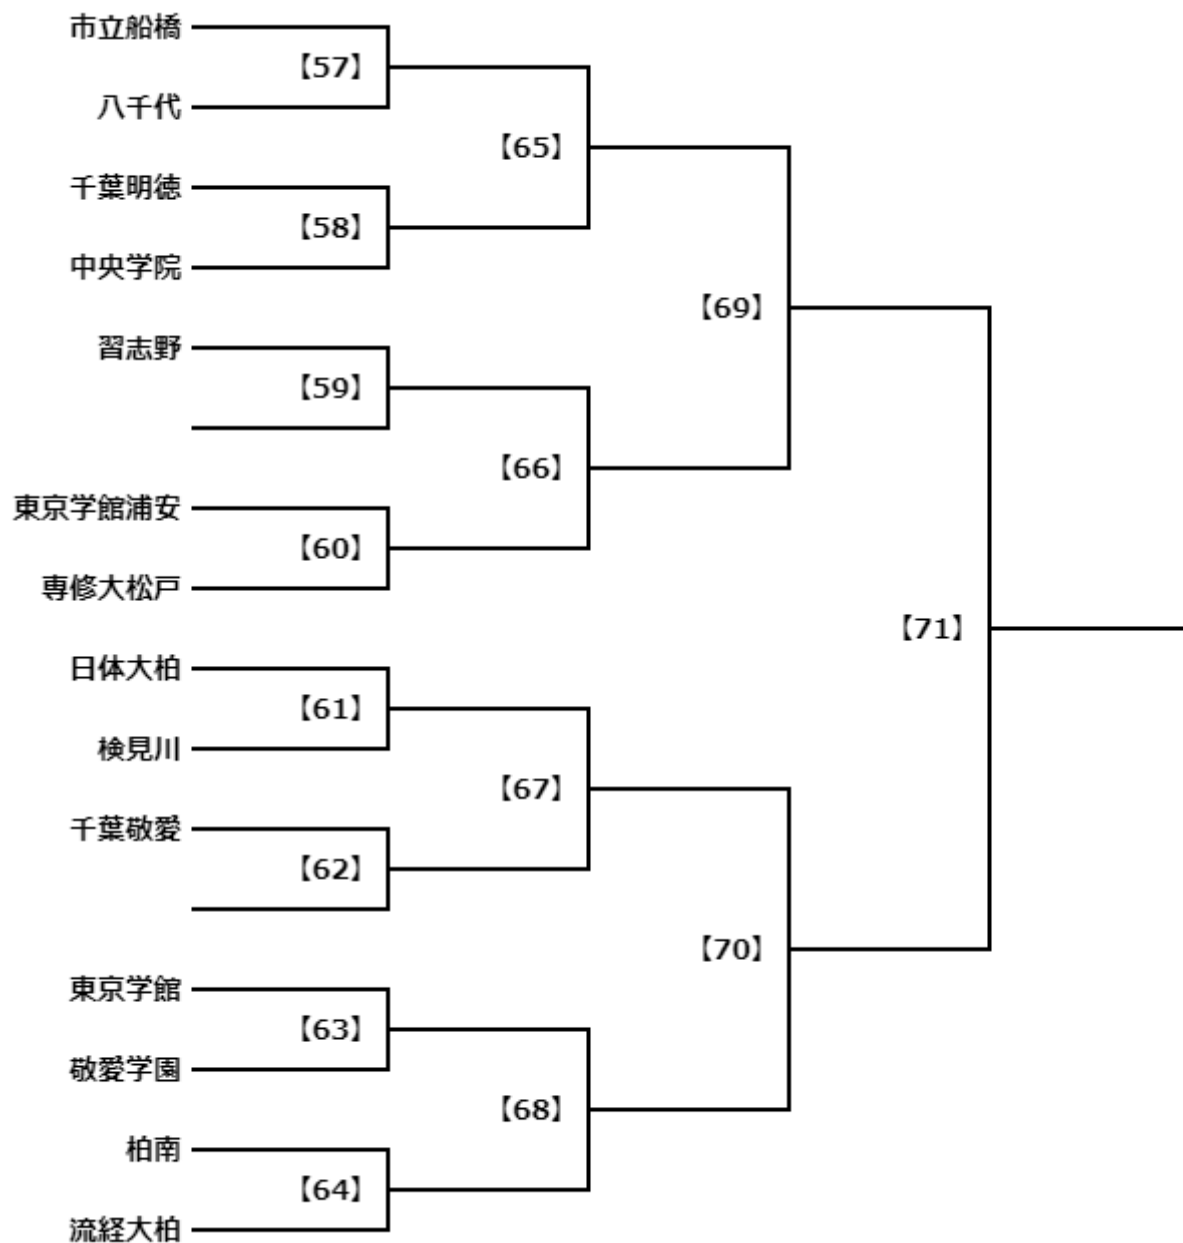 市立船橋
【57】
八千代
【65】
千葉明徳
【58】
中央学院
【69】
習志野
【59】
【66】
東京学館浦安
【60】
専修大松戸
【71】
日体大柏
【61】
検見川
【67】
千葉敬愛
【62】
【70】
東京学館
【63】
敬愛学園
【68】
柏南
【64】
流経大柏